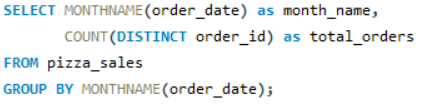 SELECT MONTHNAME(order_date) as month_name,
COUNT(DISTINCT order_id) as total_orders
FROM pizza_sales
GROUP BY MONTHNAME(order_date);